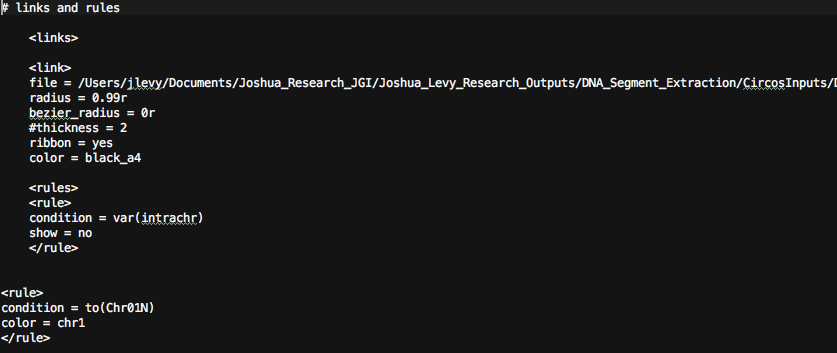 # links and rules
<links>
<link>
file = /Users/jlevy/Documents/Joshua_Research_JGI/Joshua_Levy_Research_Outputs/DNA_Segment_Extraction/CircosInputs/
radius = 0.99r
bezier_radius = 0r
#thickness = 2
ribbon = yes
color = black_a4
<rules>
<rule>
condition = var(intrachr)
show = no
</rule>
<rule>
condition = to(Chr01N)
color = chr1
</rule>